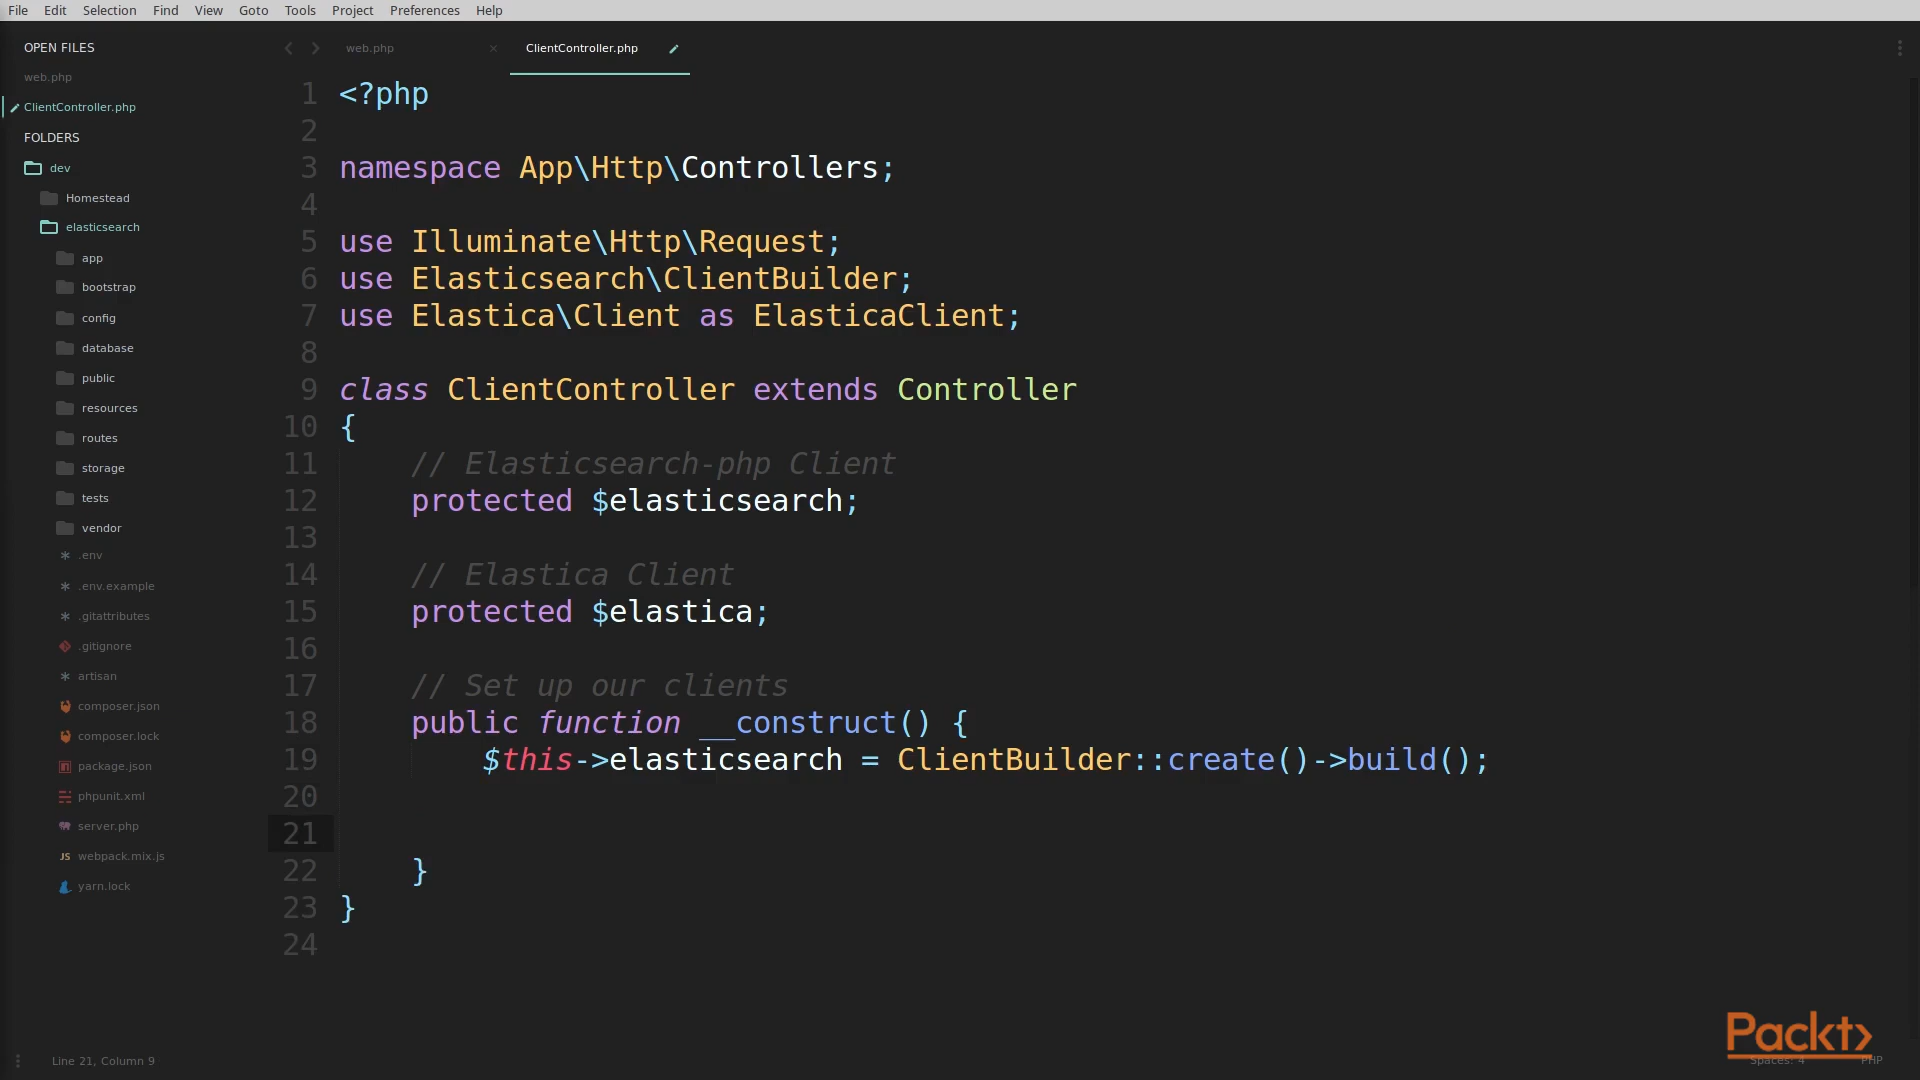 File Edit Selection Find View Goto Tools Project Preferences Help
OPEN FILES
web.php
ClientController.php
FOLDERS
dev
Homestead
elasticsearch
app
bootstrap
config
database
public
resources
routes
storage
tests
vendor
.env
.env.example
.gitattributes
.gitignore
artisan
composer.json
composer.lock
package.json
phpunit.xml
server.php
JS webpack.mix.js
yarn.lock
web.php × ClientController.php
1 <?php
2
3 namespace App\Http\Controllers;
4
5 use Illuminate\Http\Request;
6 use Elasticsearch\ClientBuilder;
7 use Elastica\Client as ElasticaClient;
8
9 class ClientController extends Controller
10 {
11 // Elasticsearch-php Client
12 protected $elasticsearch;
13
14 // Elastica Client
15 protected $elastica;
16
17 // Set up our clients
18 public function __construct() {
19 $this->elasticsearch = ClientBuilder::create()->build();
20
21
22 }
23 }
24
Packt>
Line 21, Column 9
Spaces: 4 PHP